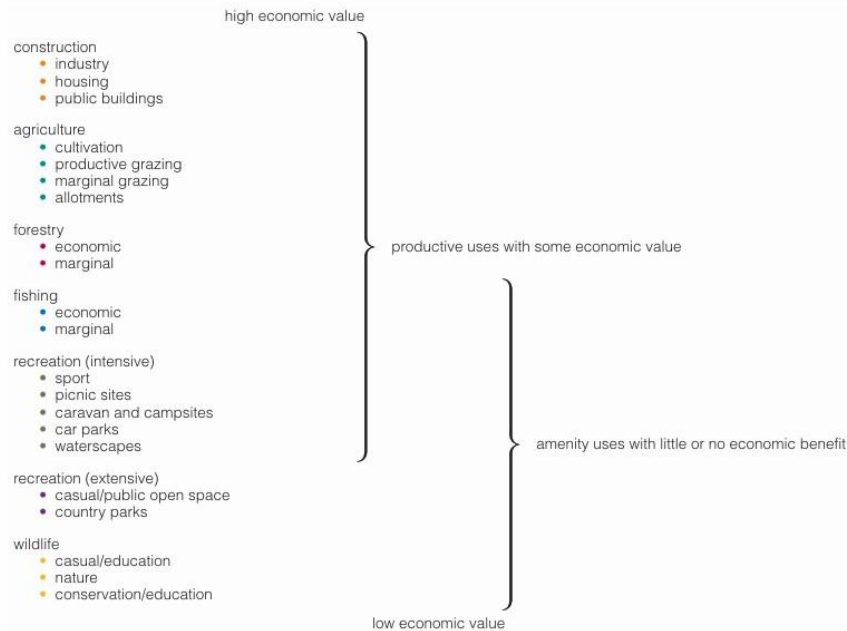 high economic value
construction
• industry
• housing
• public buildings
agriculture
• cultivation
• productive grazing
• marginal grazing
• allotments
forestry
• economic
• marginal
productive uses with some economic value
fishing
• economic
• marginal
recreation (intensive)
• sport
• picnic sites
• caravan and campsites
• car parks
• waterscapes
amenity uses with little or no economic benefit
recreation (extensive)
• casual/public open space
• country parks
wildlife
• casual/education
• nature
• conservation/education
low economic value